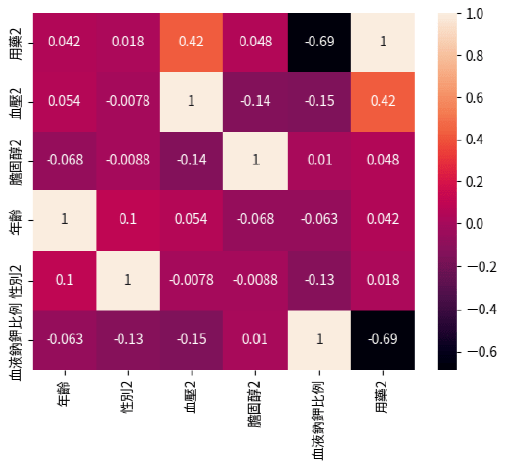 用藥2 0.042 0.018 0.42 0.048 -0.69 1
血壓2 0.054 -0.0078 1 -0.14 -0.15 0.42
膽固醇2 -0.068 -0.0088 -0.14 1 0.01 0.048
年齡 1 0.1 0.054 -0.068 -0.063 0.042
性別2 0.1 1 -0.0078 -0.0088 -0.13 0.018
血液鈉鉀比例 -0.063 -0.13 -0.15 0.01 1 -0.69
年齡 性別2 血壓2 膽固醇2 血液鈉鉀比例 用藥2
1.0
0.8
0.6
0.4
0.2
0.0
−0.2
−0.4
−0.6